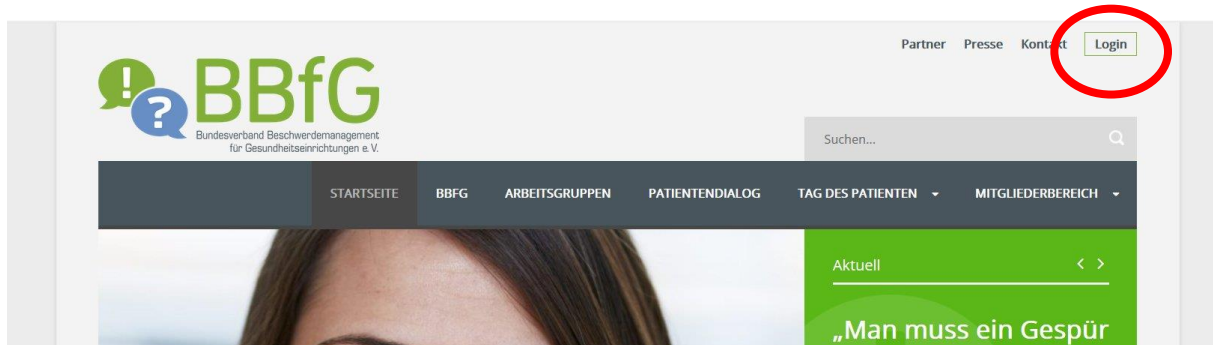 Partner Presse Kontakt Login
! ? BBfG
Bundesverband Beschwerdemanagement
für Gesundheitseinrichtungen e.V.
Suchen...
STARTSEITE BBFG ARBEITSGRUPPEN PATIENTENDIALOG TAG DES PATIENTEN MITGLIEDERBEREICH
Aktuell
„Man muss ein Gespür